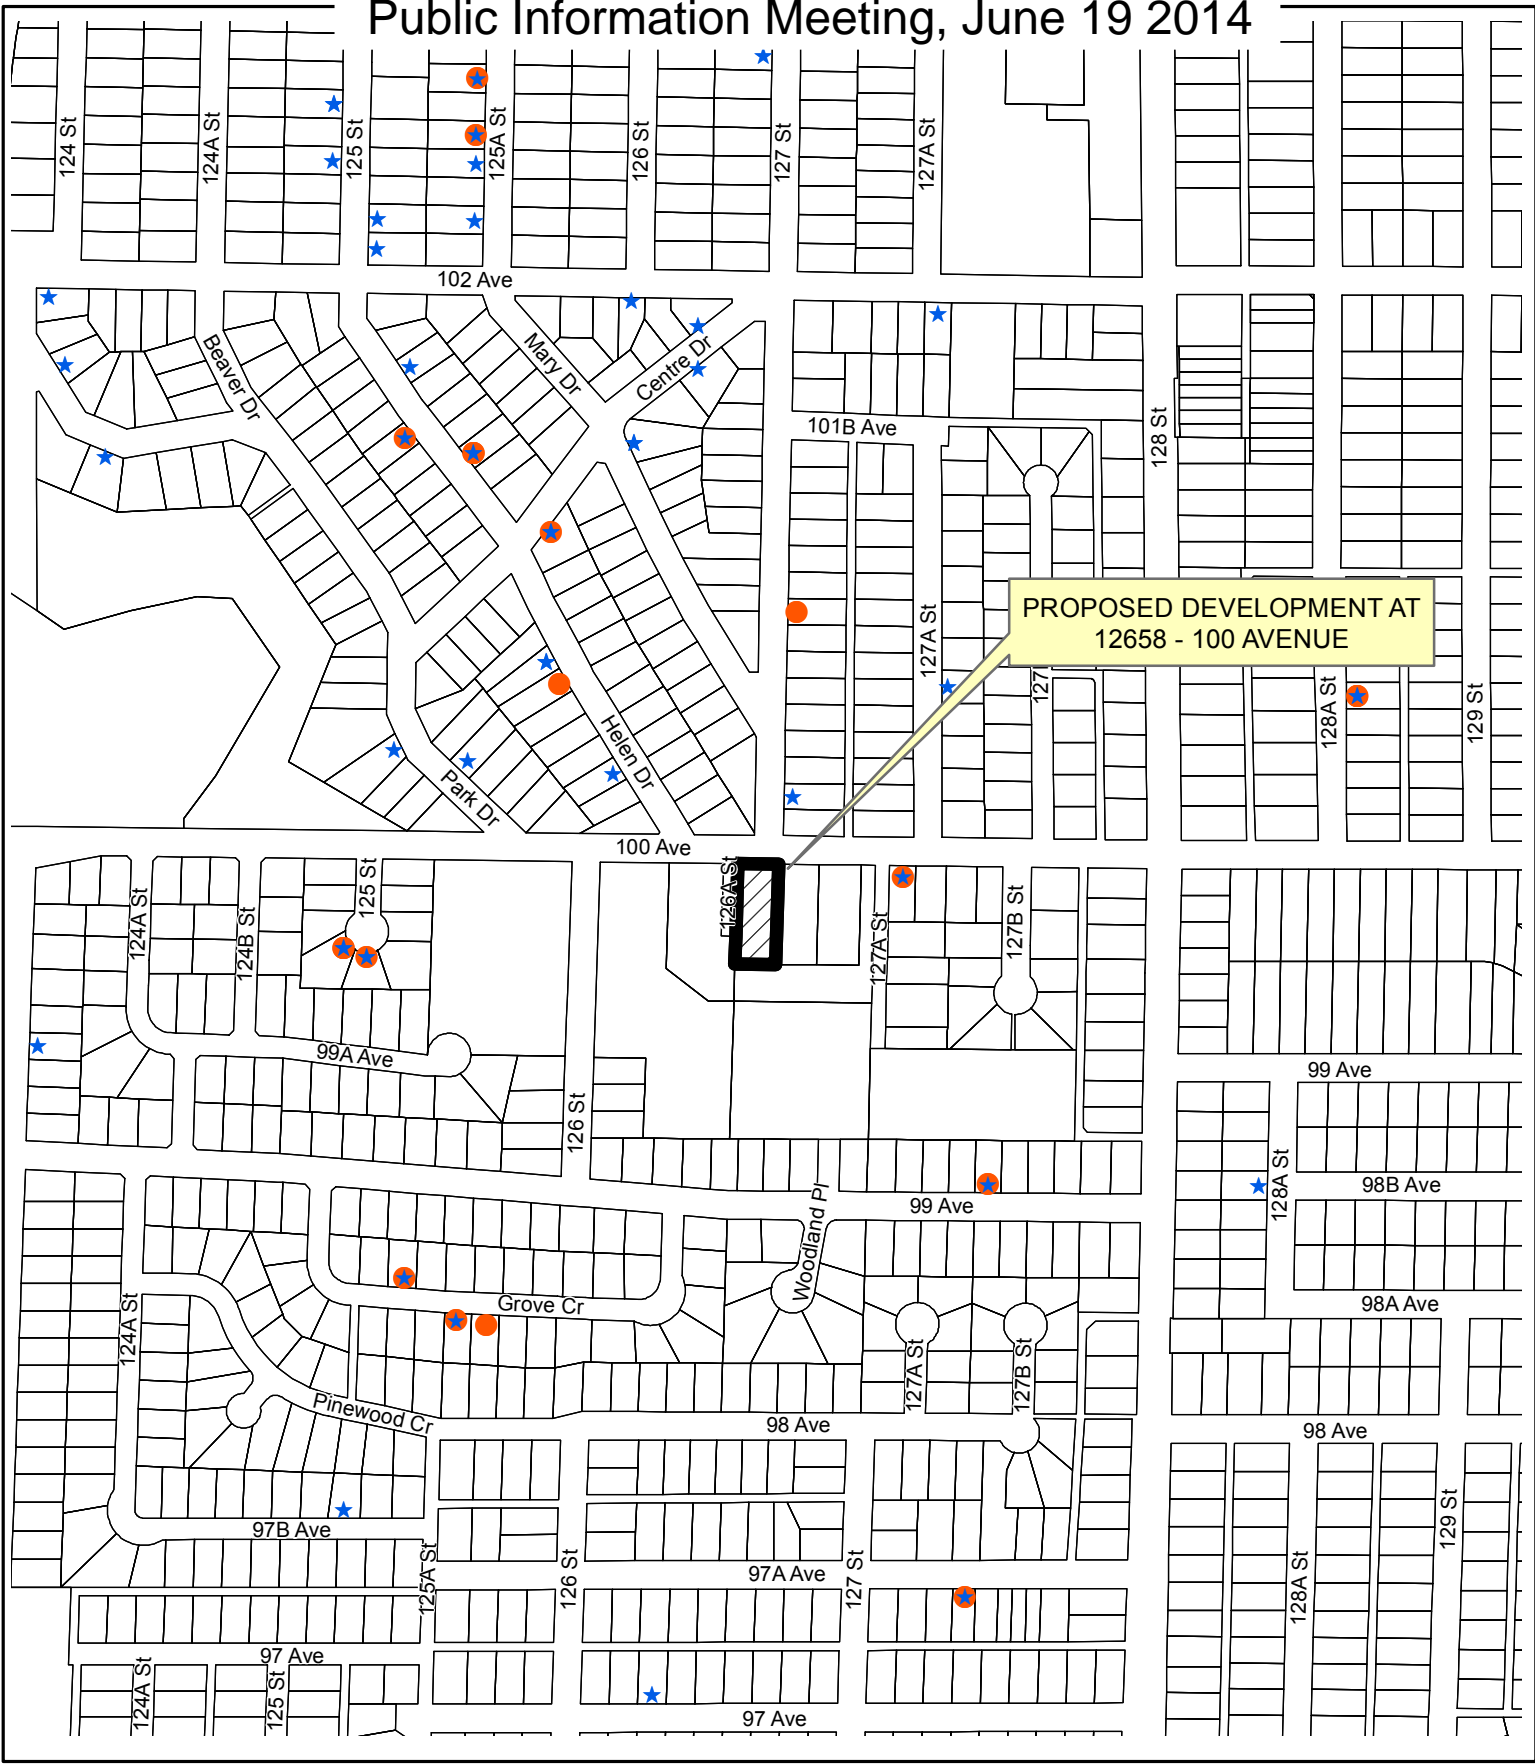 Public Information Meeting, June 19 2014
124 St
124A St
125 St
125A St
126 St
127 St
127A St
102 Ave
Beaver Dr
Mary Dr
Centre Dr
101B Ave
128 St
PROPOSED DEVELOPMENT AT
12658 - 100 AVENUE
127A St
127
128A St
129 St
Helen Dr
Park Dr
100 Ave
126A St
124A St
124B St
125 St
127A St
127B St
99A Ave
99 Ave
126 St
128A St
98B Ave
99 Ave
Woodland Pl
Grove Cr
98A Ave
124A St
127A St
127B St
Pinewood Cr
98 Ave
98 Ave
97B Ave
129 St
125A St
126 St
97A Ave
127 St
128A St
97 Ave
124A St
125 St
97 Ave